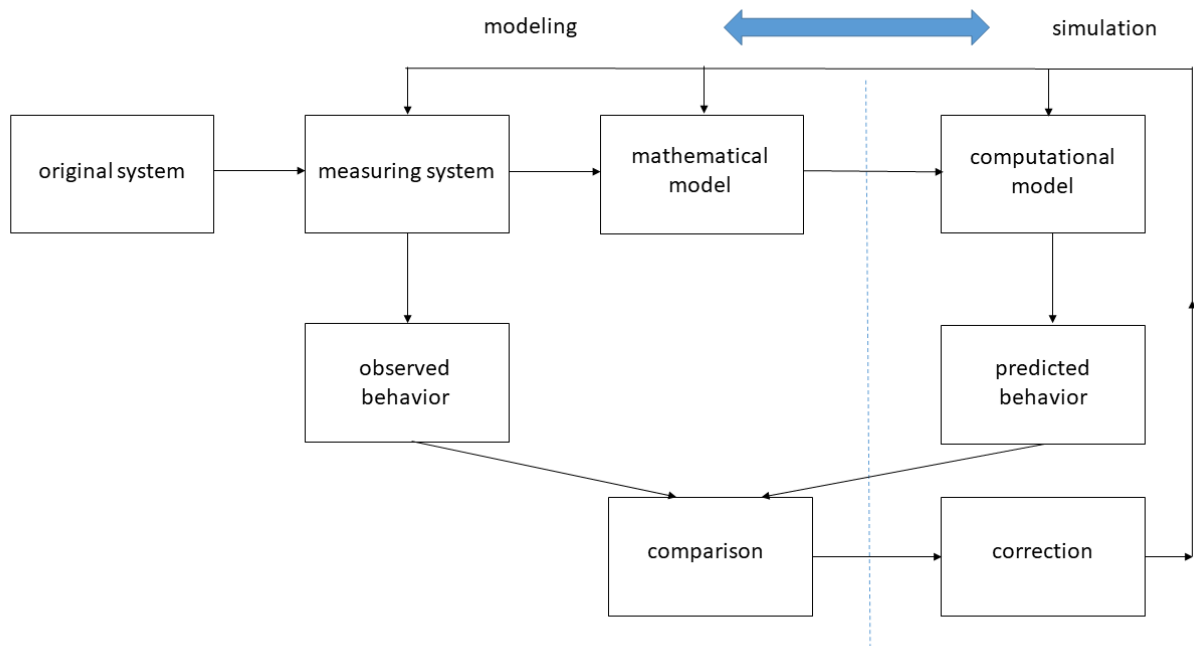 modeling
simulation
original system
measuring system
mathematical
model
computational
model
observed
behavior
predicted
behavior
comparison
correction